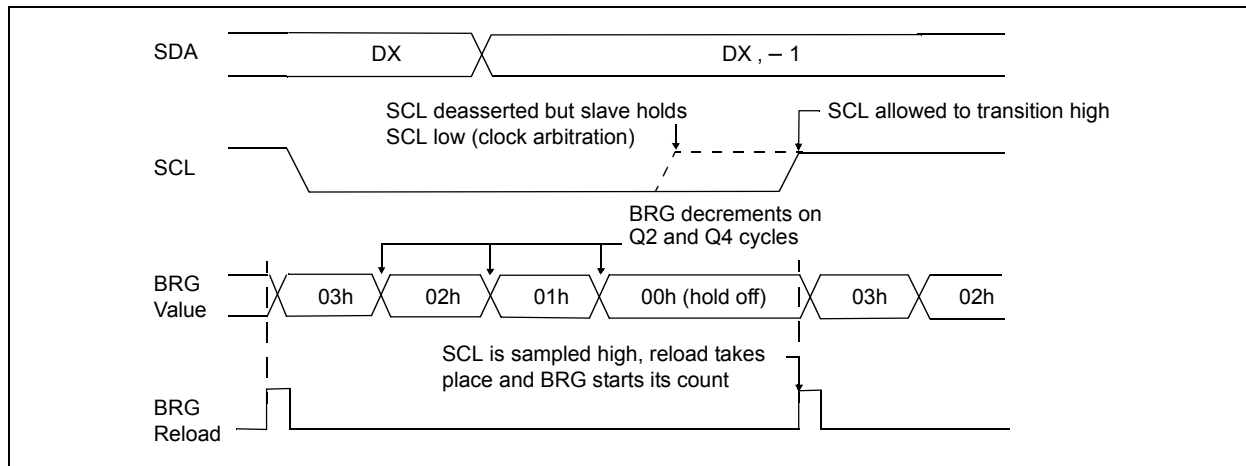 SDA
DX
DX , – 1
SCL deasserted but slave holds
SCL low (clock arbitration)
SCL allowed to transition high
SCL
BRG decrements on
Q2 and Q4 cycles
BRG
Value
03h
02h
01h
00h (hold off)
03h
02h
SCL is sampled high, reload takes
place and BRG starts its count
BRG
Reload